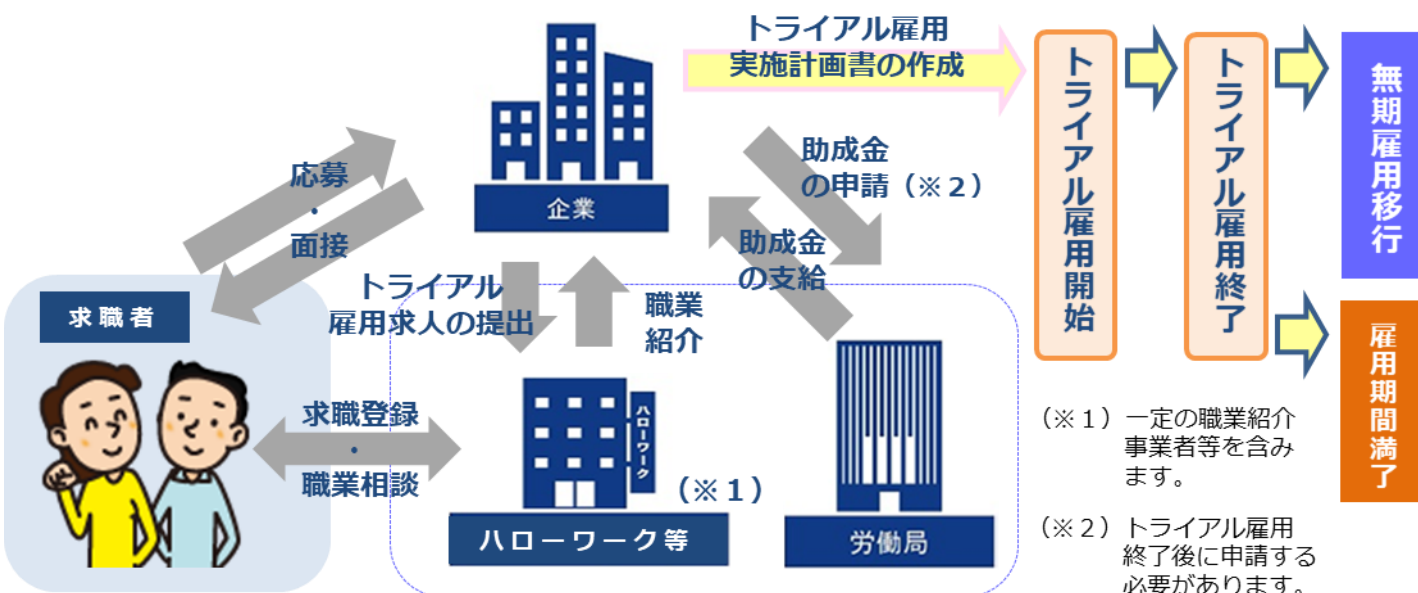 トライアル雇用
実施計画書の作成
トライアル雇用開始
トライアル雇用終了
無期雇用移行
雇用期間満了
応募
・
面接
企業
助成金
の申請（※２）
助成金
の支給
求職者
トライアル
雇用求人の提出
職業
紹介
求職登録
・
職業相談
ハローワーク
（※１）
ハローワーク等
労働局
（※１）一定の職業紹介
事業者等を含み
ます。
（※２）トライアル雇用
終了後に申請する
必要があります。